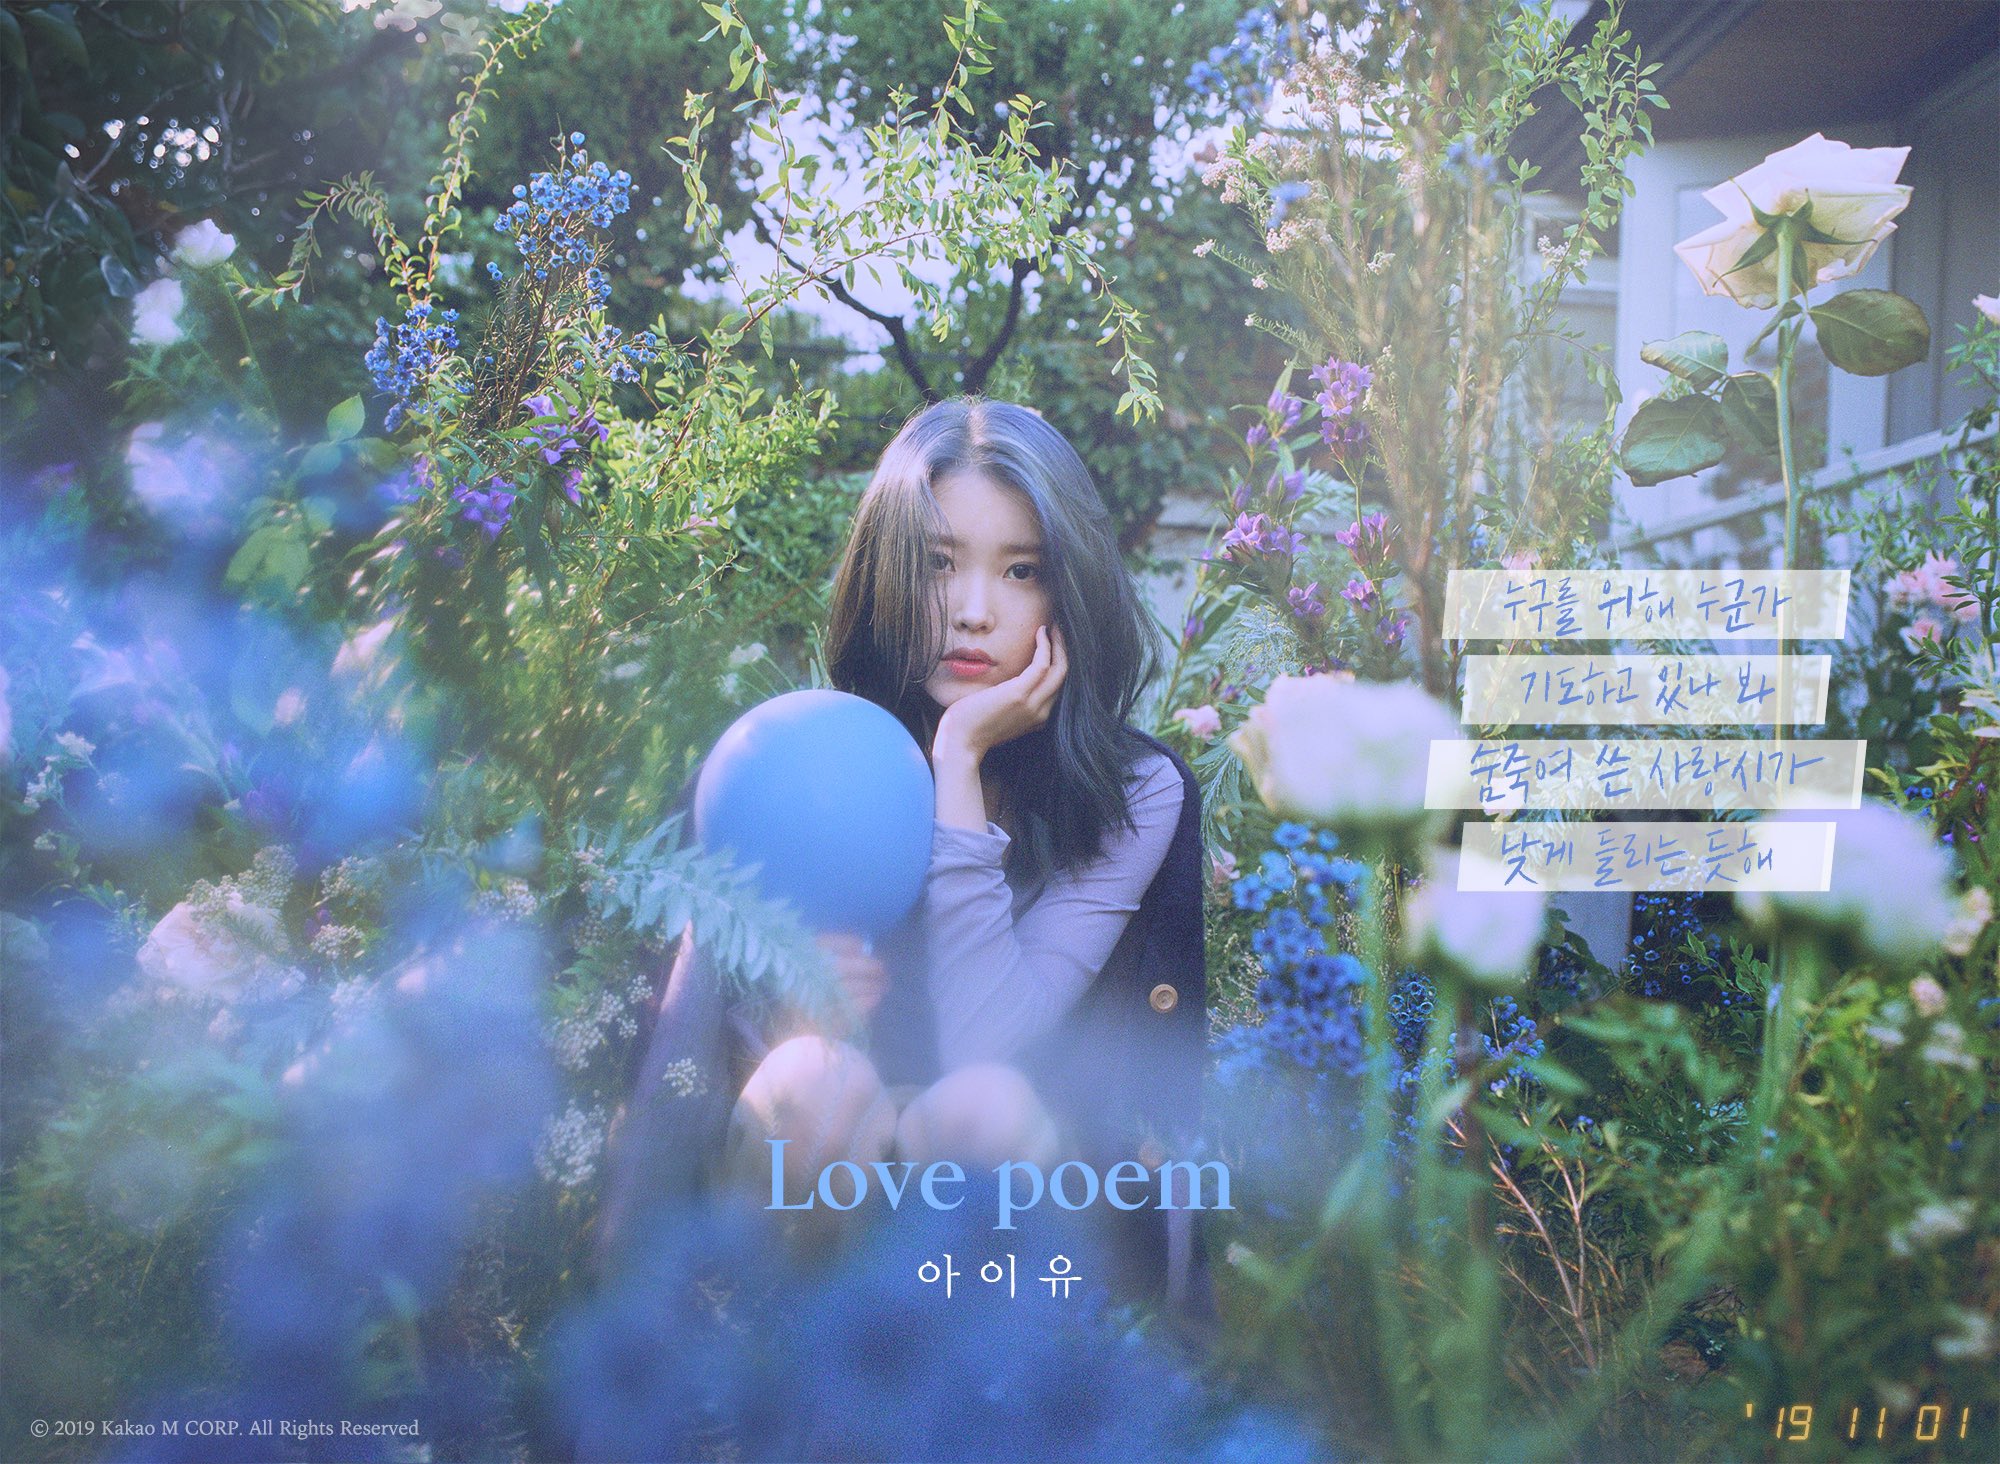 누구를 위해 누군가
기도하고 있나 봐
숨죽여 쓴 사랑시가
낮게 들리는 듯해
Love poem
아이유
© 2019 Kakao M CORP. All Rights Reserved
'19 11 01